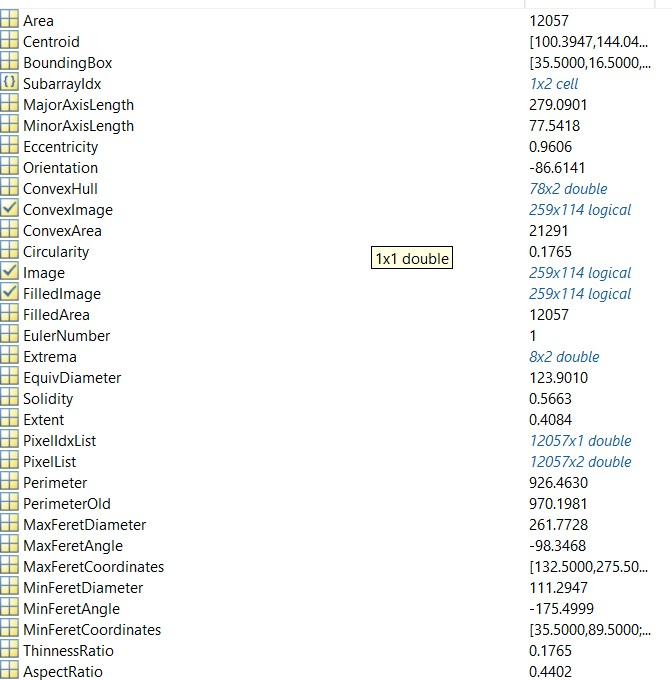 Area 12057
Centroid [100.3947,144.04...
BoundingBox [35.5000,16.5000,...
SubarrayIdx 1x2 cell
MajorAxisLength 279.0901
MinorAxisLength 77.5418
Eccentricity 0.9606
Orientation -86.6141
ConvexHull 78x2 double
ConvexImage 259x114 logical
ConvexArea 21291
Circularity 0.1765
1x1 double
Image 259x114 logical
FilledImage 259x114 logical
FilledArea 12057
EulerNumber 1
Extrema 8x2 double
EquivDiameter 123.9010
Solidity 0.5663
Extent 0.4084
PixelIdxList 12057x1 double
PixelList 12057x2 double
Perimeter 926.4630
PerimeterOld 970.1981
MaxFeretDiameter 261.7728
MaxFeretAngle -98.3468
MaxFeretCoordinates [132.5000,275.50...
MinFeretDiameter 111.2947
MinFeretAngle -175.4999
MinFeretCoordinates [35.5000,89.5000;...
ThinnessRatio 0.1765
AspectRatio 0.4402